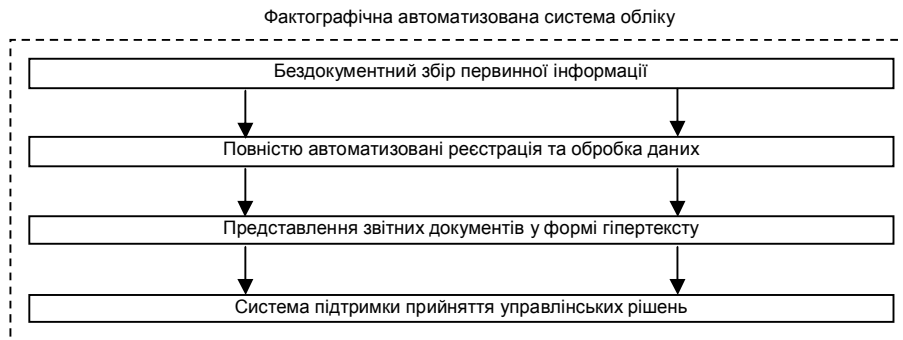 Фактографічна автоматизована система обліку
Бездокументний збір первинної інформації
Повністю автоматизовані реєстрація та обробка даних
Представлення звітних документів у формі гіпертексту
Система підтримки прийняття управлінських рішень